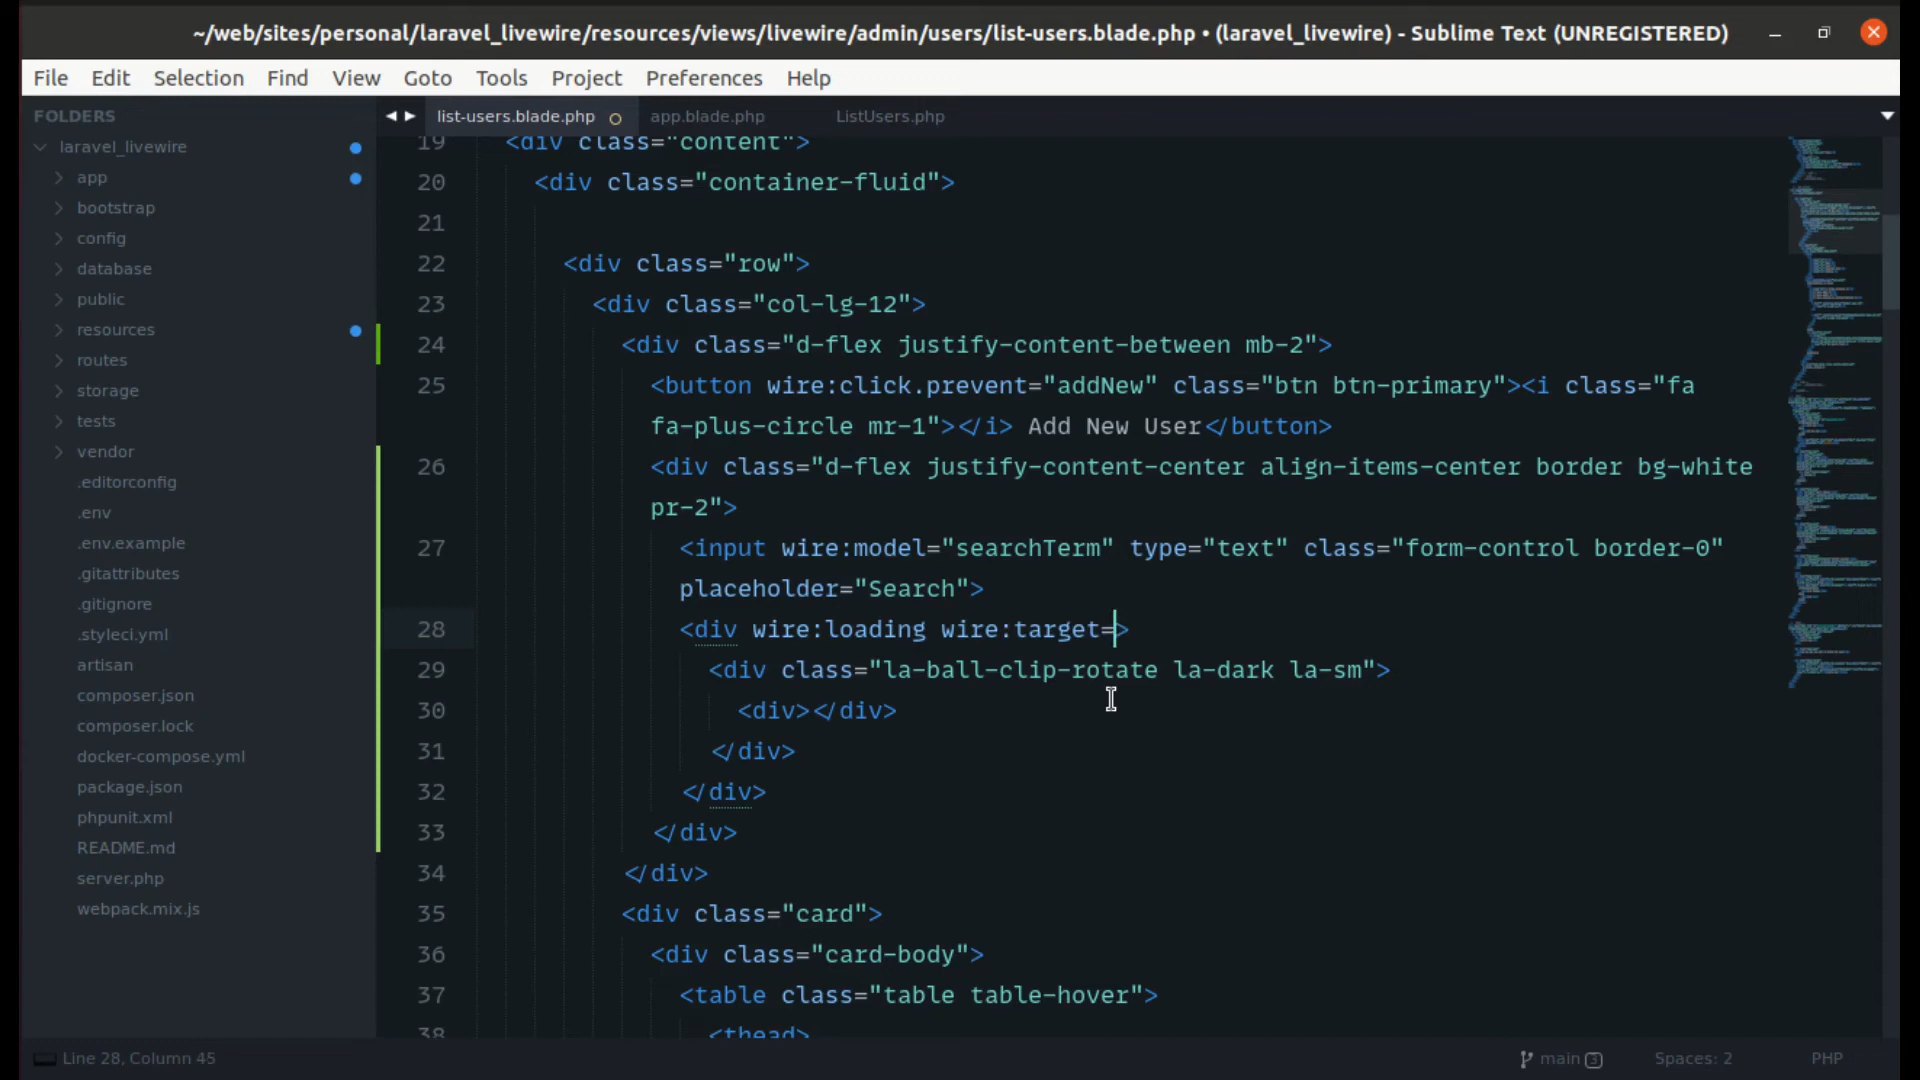 ~/web/sites/personal/laravel_livewire/resources/views/livewire/admin/users/list-users.blade.php • (laravel_livewire) - Sublime Text (UNREGISTERED)
File Edit Selection Find View Goto Tools Project Preferences Help
FOLDERS
laravel_livewire
app
bootstrap
config
database
public
resources
routes
storage
tests
vendor
.editorconfig
.env
.env.example
.gitattributes
.gitignore
.styleci.yml
artisan
composer.json
composer.lock
docker-compose.yml
package.json
phpunit.xml
README.md
server.php
webpack.mix.js
list-users.blade.php app.blade.php ListUsers.php
19 <div class="content">
20 <div class="container-fluid">
21
22 <div class="row">
23 <div class="col-lg-12">
24 <div class="d-flex justify-content-between mb-2">
25 <button wire:click.prevent="addNew" class="btn btn-primary"><i class="fa
fa-plus-circle mr-1"></i> Add New User</button>
26 <div class="d-flex justify-content-center align-items-center border bg-white
pr-2">
27 <input wire:model="searchTerm" type="text" class="form-control border-0"
placeholder="Search">
28 <div wire:loading wire:target=>
29 <div class="la-ball-clip-rotate la-dark la-sm">
30 <div></div>
31 </div>
32 </div>
33 </div>
34 </div>
35 <div class="card">
36 <div class="card-body">
37 <table class="table table-hover">
38 <thead>
Line 28, Column 45 main 3 Spaces: 2 PHP